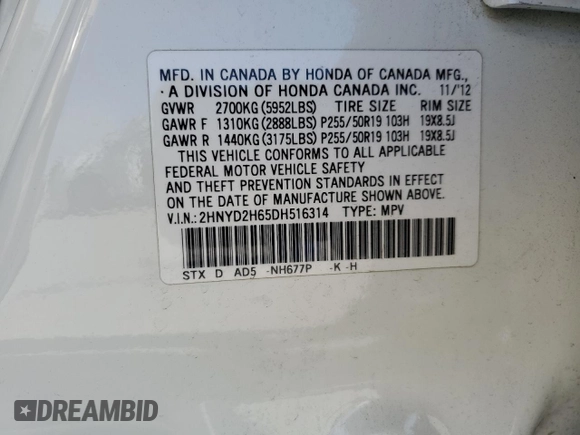 MFD. IN CANADA BY HONDA OF CANADA MFG.,
· A DIVISION OF HONDA CANADA INC. 11/'12
GVWR 2700KG(5952LBS) TIRE SIZE RIM SIZE
GAWR F 1310KG(2888LBS)P255/50R19 103H 19X8.5J
GAWR R 1440KG(3175LBS)P255/50R19 103H 19X8.5J
THIS VEHICLE CONFORMS TO ALL APPLICABLE
FEDERAL MOTOR VEHICLE SAFETY
AND THEFT PREVENTION STANDARDS IN EFFECT
ON THE DATE OF MANUFACTURE SHOWN ABOVE.
V.I.N.:2HNYD2H65DH516314 TYPE: MPV
STX D AD5 -NH677P -K -H
DREAMBID